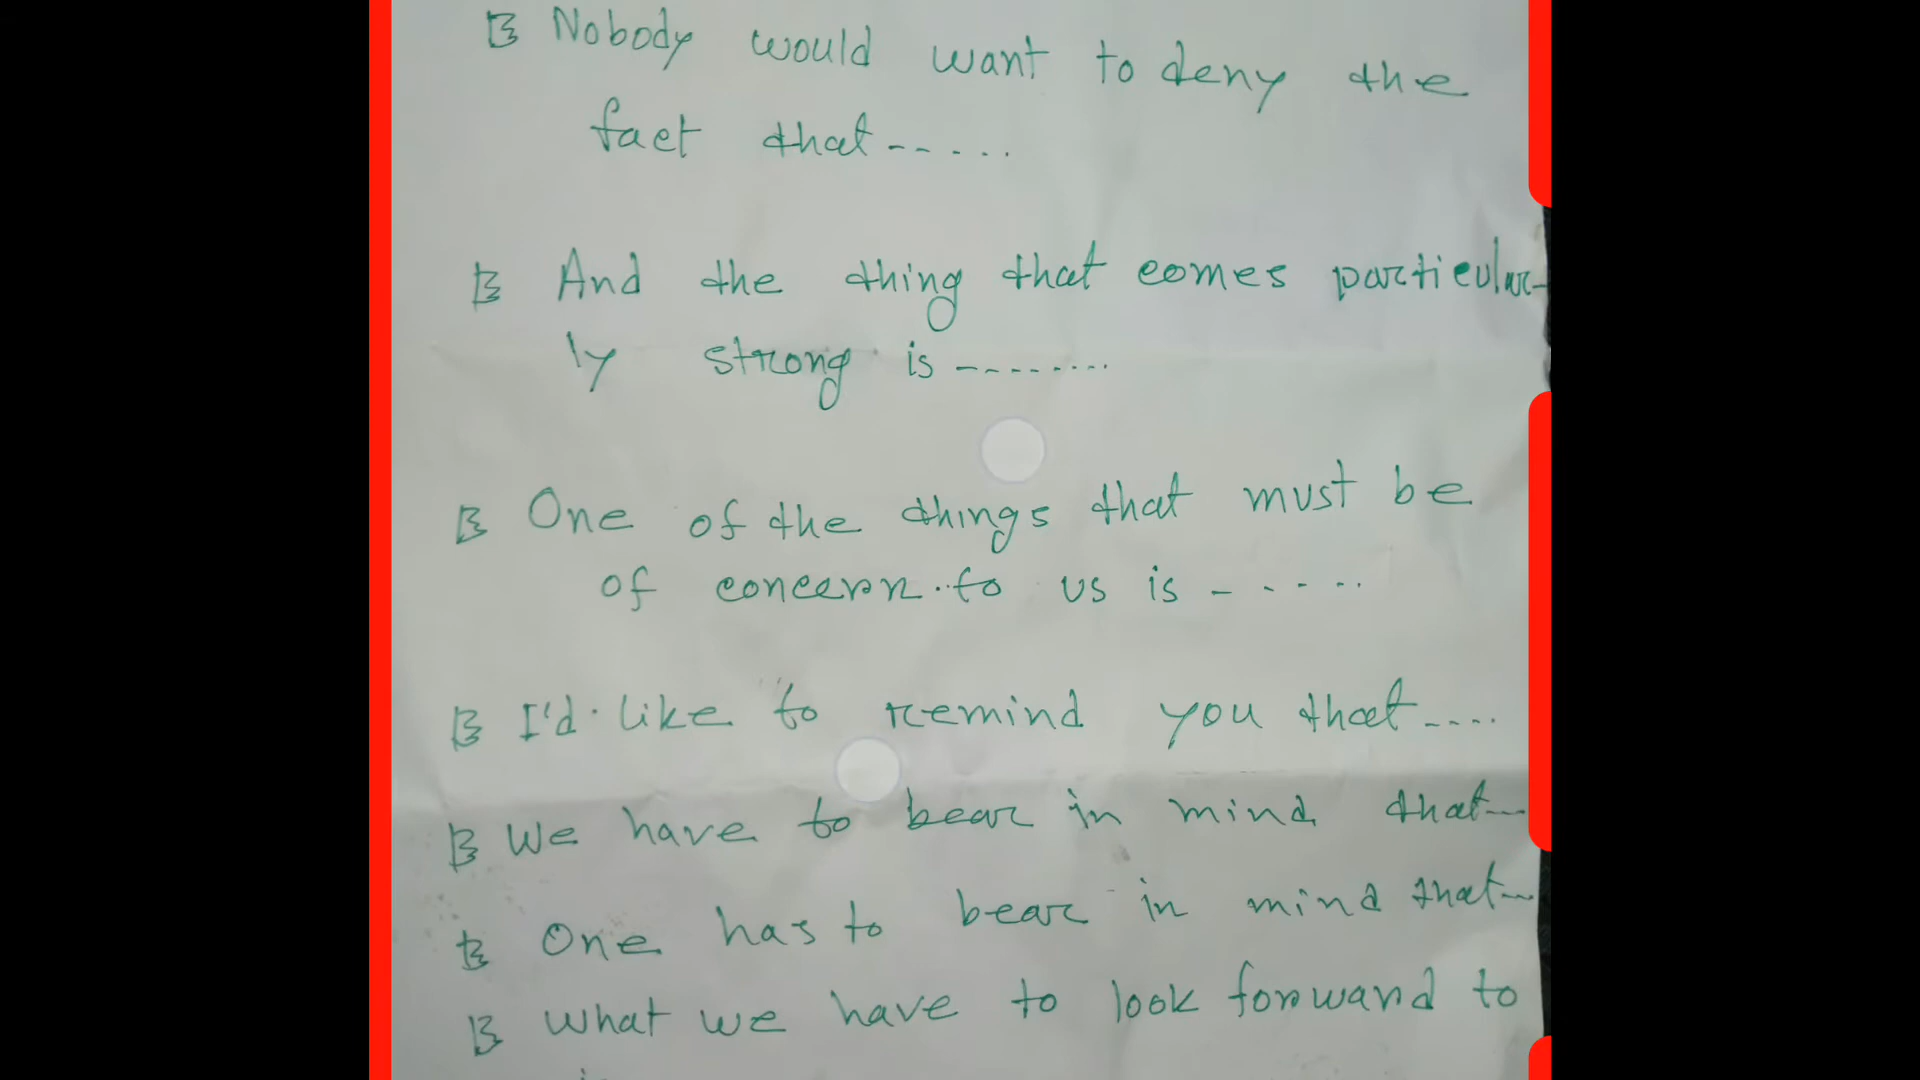 Nobody would want to deny the
fact that-----
And the thing that comes particular-
ly strong is --------
One of the things that must be
of concern to us is -----
I'd like to remind you that----
We have to bear in mind that---
One has to bear in mind that---
What we have to look forward to